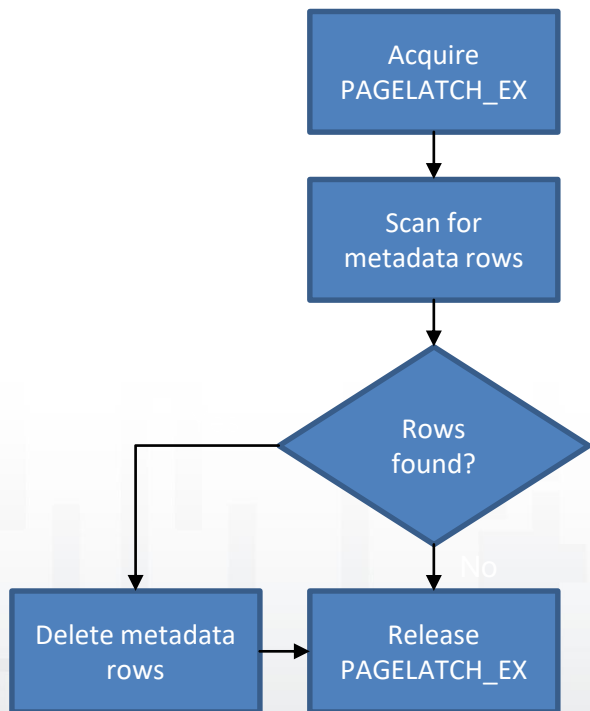 Acquire
PAGELATCH_EX
Scan for
metadata rows
Rows
found?
No
Delete metadata
rows
Release
PAGELATCH_EX